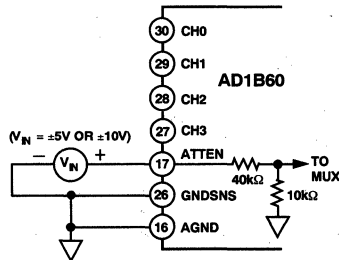 30 CH0
29 CH1
AD1B60
28 CH2
27 CH3
(VIN = ±5V OR ±10V)
ATTEN
− VIN + 17
40kΩ
TO MUX
10kΩ
26 GNDSNS
16 AGND